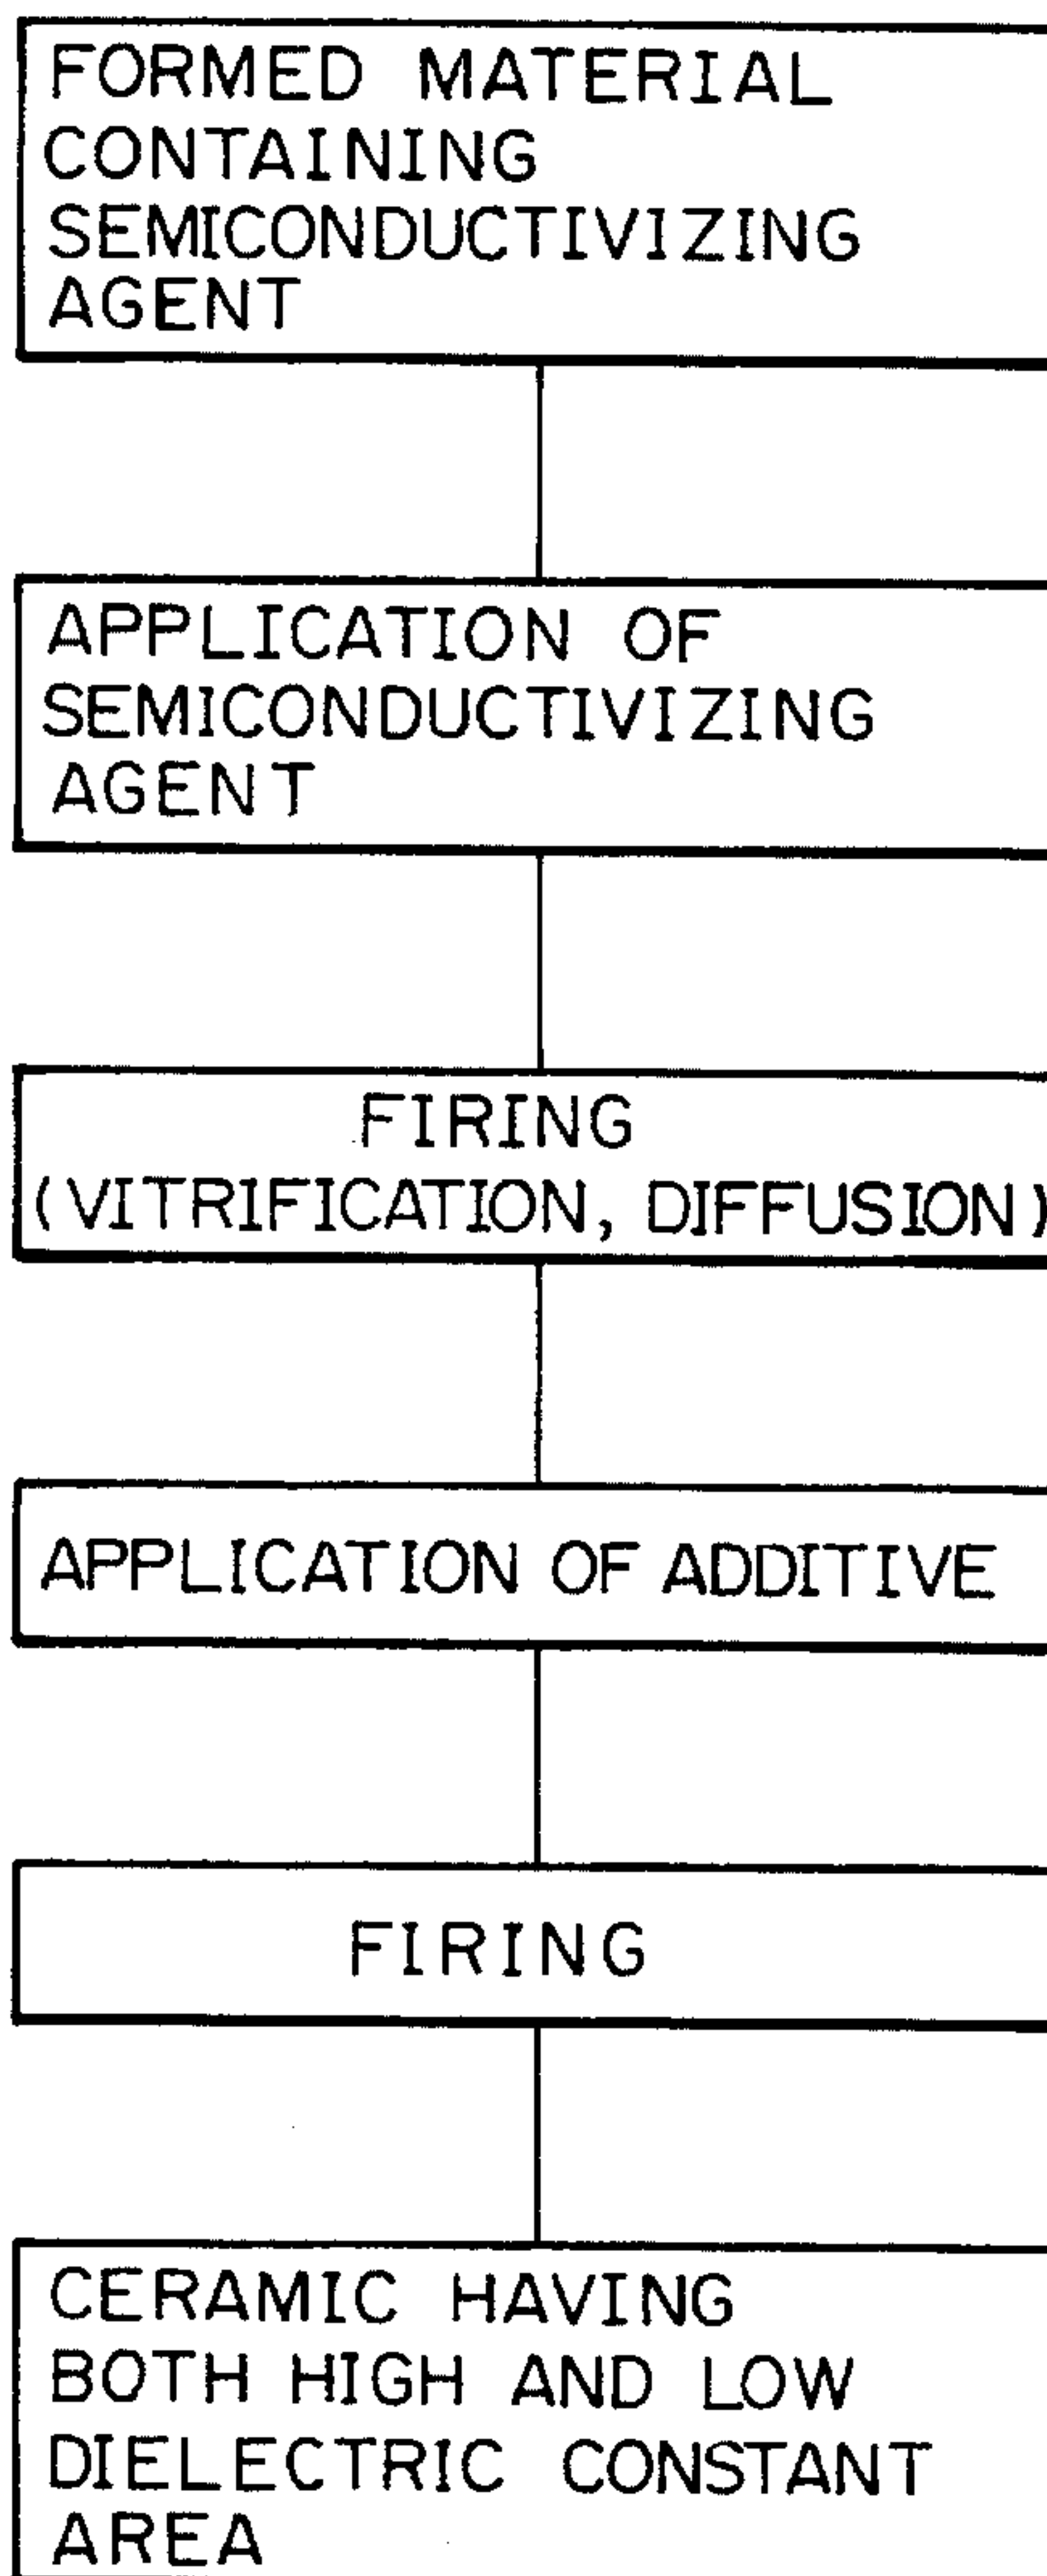 FORMED MATERIAL
CONTAINING
SEMICONDUCTIVIZING
AGENT
APPLICATION OF
SEMICONDUCTIVIZING
AGENT
FIRING
(VITRIFICATION, DIFFUSION)
APPLICATION OF ADDITIVE
FIRING
CERAMIC HAVING
BOTH HIGH AND LOW
DIELECTRIC CONSTANT
AREA